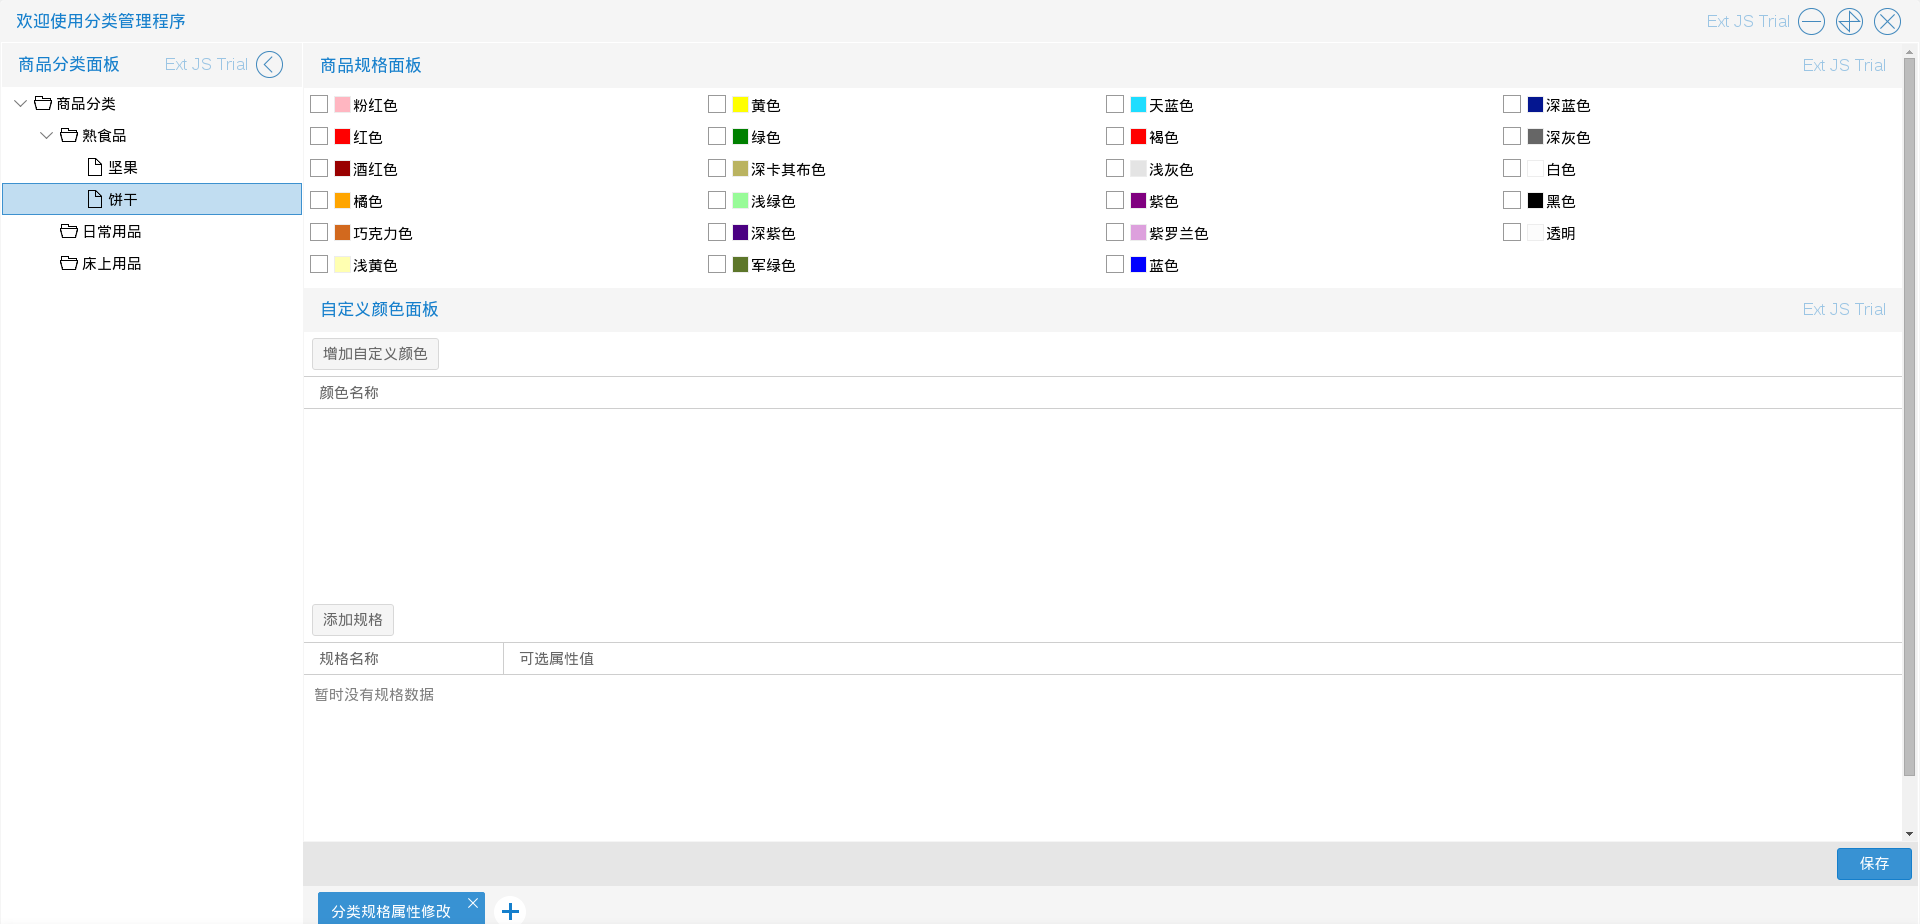 欢迎使用分类管理程序
Ext JS Trial
商品分类面板
Ext JS Trial
商品分类
熟食品
坚果
饼干
日常用品
床上用品
商品规格面板
Ext JS Trial
粉红色 黄色 天蓝色 深蓝色
红色 绿色 褐色 深灰色
酒红色 深卡其布色 浅灰色 白色
橘色 浅绿色 紫色 黑色
巧克力色 深紫色 紫罗兰色 透明
浅黄色 军绿色 蓝色
自定义颜色面板
Ext JS Trial
增加自定义颜色
颜色名称
添加规格
规格名称 可选属性值
暂时没有规格数据
保存
分类规格属性修改